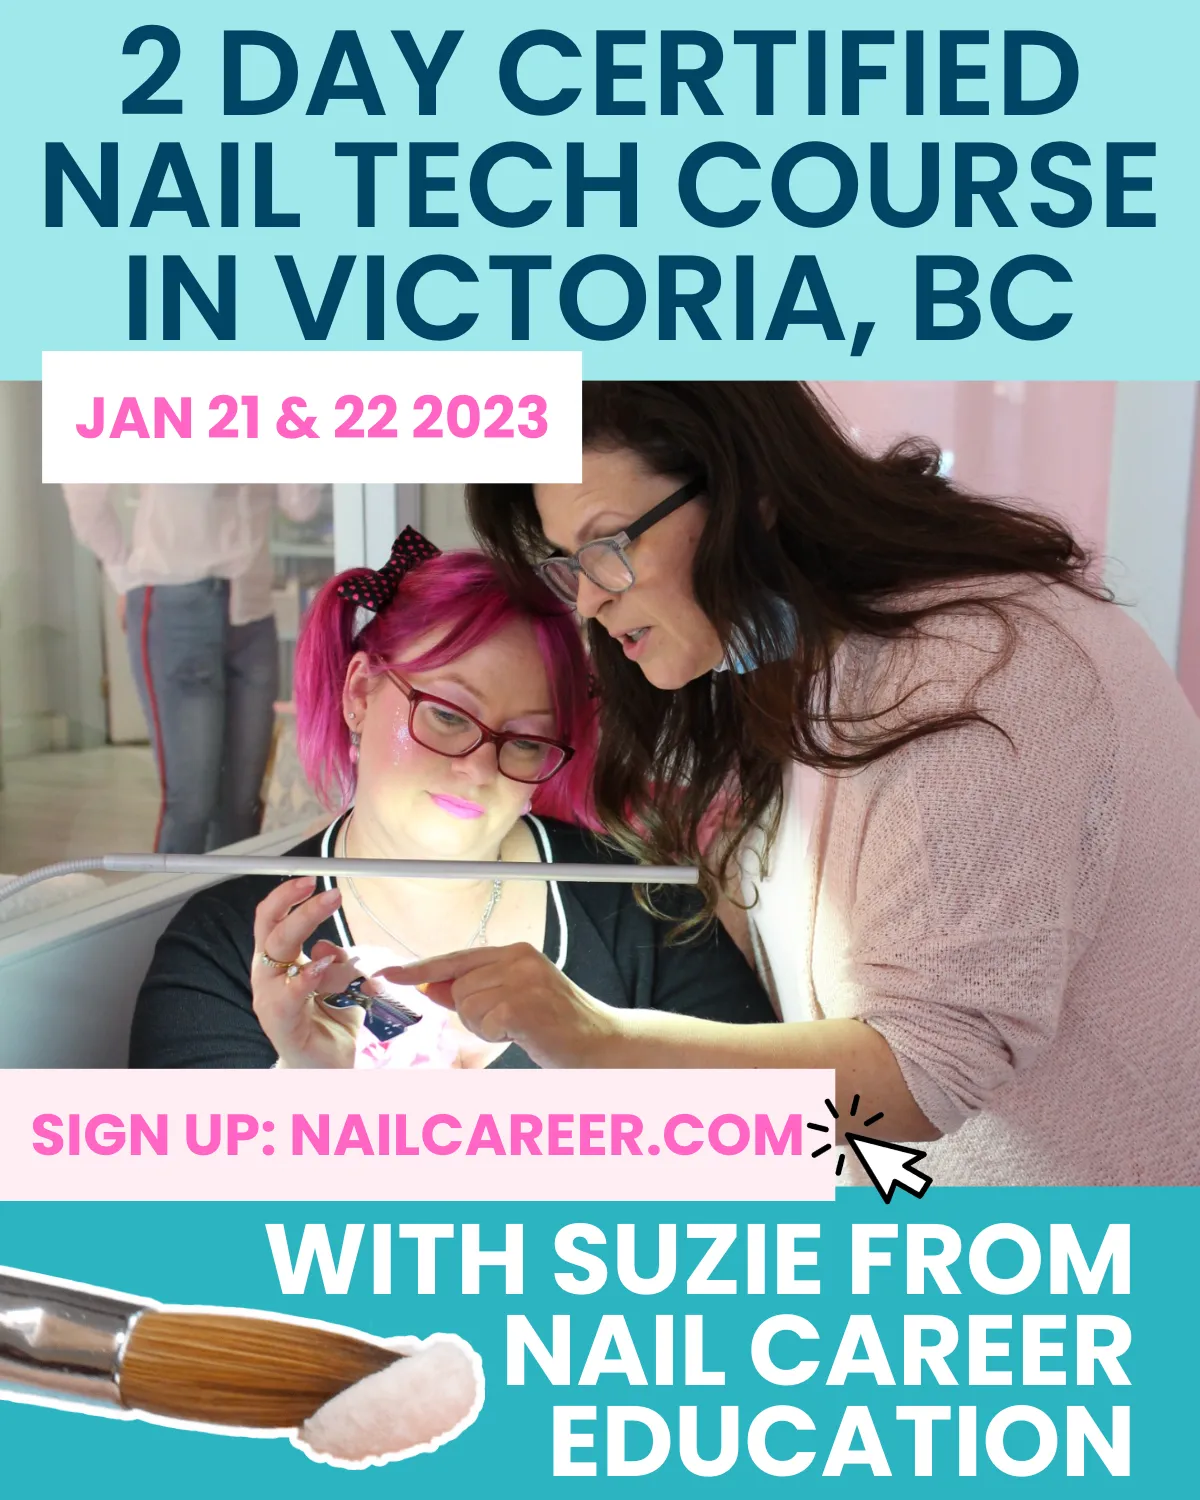 2 DAY CERTIFIED
NAIL TECH COURSE
IN VICTORIA, BC
JAN 21 & 22 2023
SIGN UP: NAILCAREER.COM
WITH SUZIE FROM
NAIL CAREER
EDUCATION